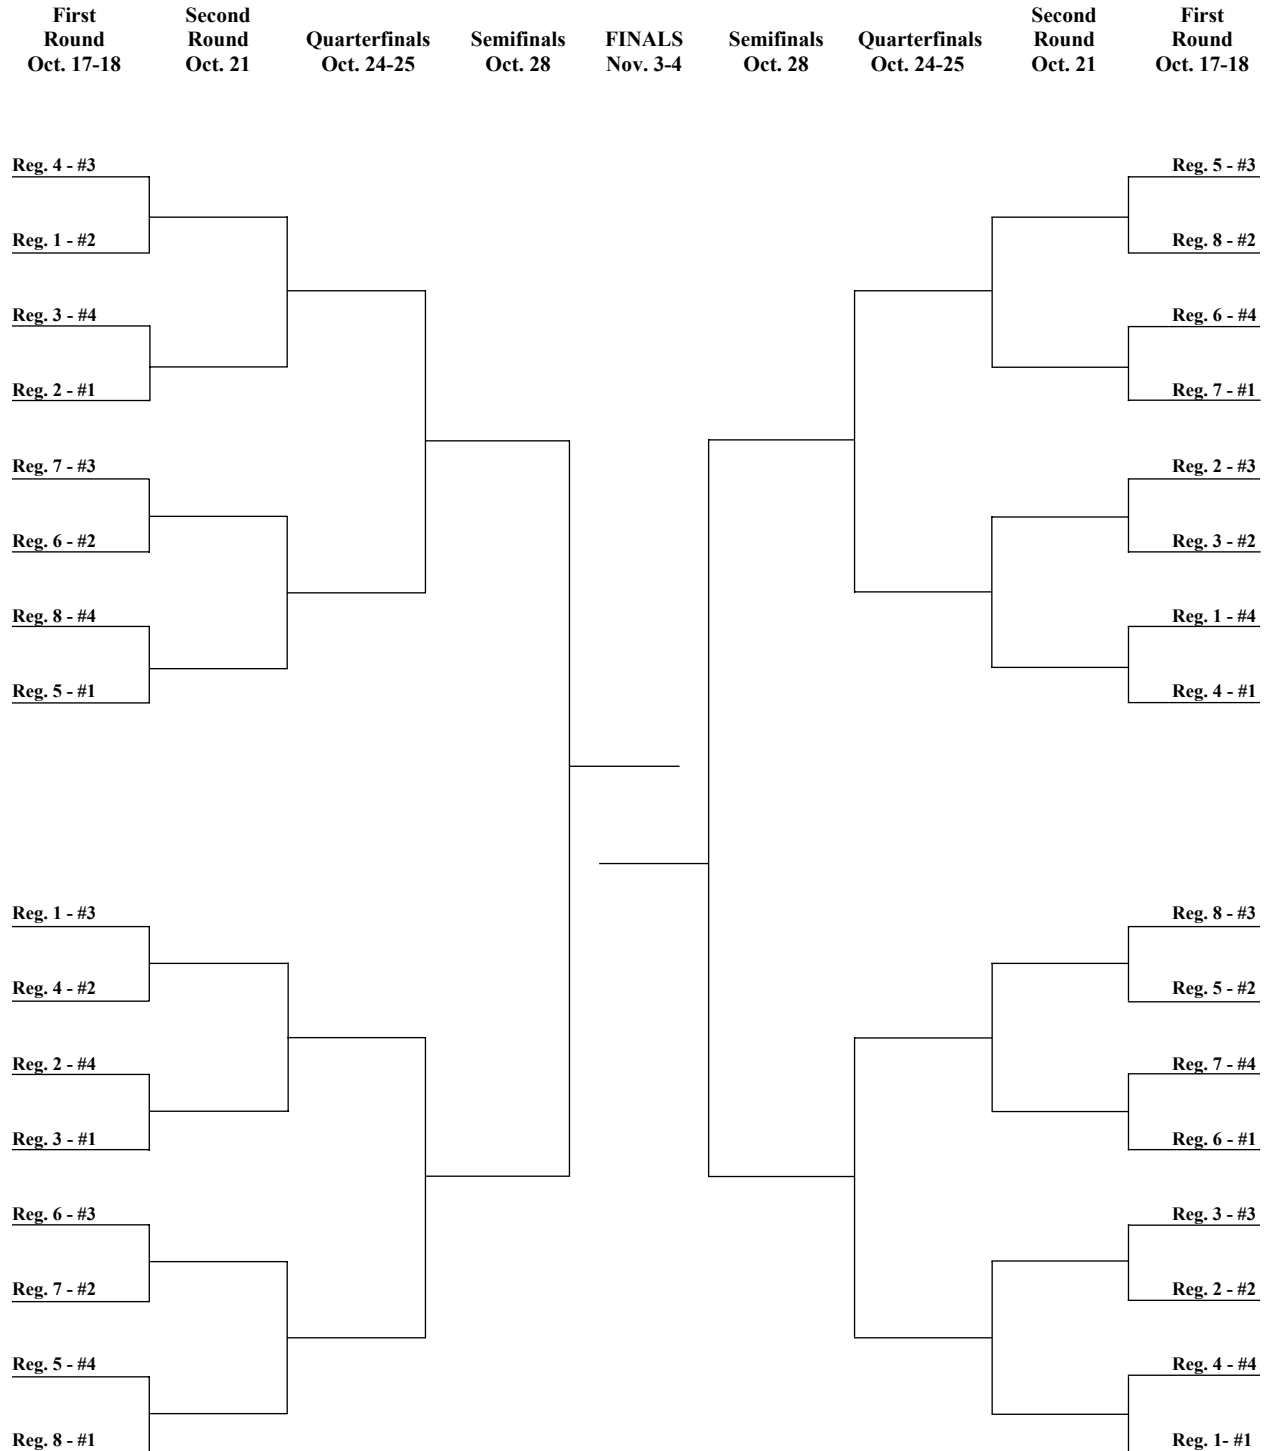 First Round Oct. 17-18
Second Round Oct. 21
Quarterfinals Oct. 24-25
Semifinals Oct. 28
FINALS Nov. 3-4
Semifinals Oct. 28
Quarterfinals Oct. 24-25
Second Round Oct. 21
First Round Oct. 17-18
Reg. 4 - #3
Reg. 1 - #2
Reg. 3 - #4
Reg. 2 - #1
Reg. 7 - #3
Reg. 6 - #2
Reg. 8 - #4
Reg. 5 - #1
Reg. 1 - #3
Reg. 4 - #2
Reg. 2 - #4
Reg. 3 - #1
Reg. 6 - #3
Reg. 7 - #2
Reg. 5 - #4
Reg. 8 - #1
Reg. 5 - #3
Reg. 8 - #2
Reg. 6 - #4
Reg. 7 - #1
Reg. 2 - #3
Reg. 3 - #2
Reg. 1 - #4
Reg. 4 - #1
Reg. 8 - #3
Reg. 5 - #2
Reg. 7 - #4
Reg. 6 - #1
Reg. 3 - #3
Reg. 2 - #2
Reg. 4 - #4
Reg. 1- #1